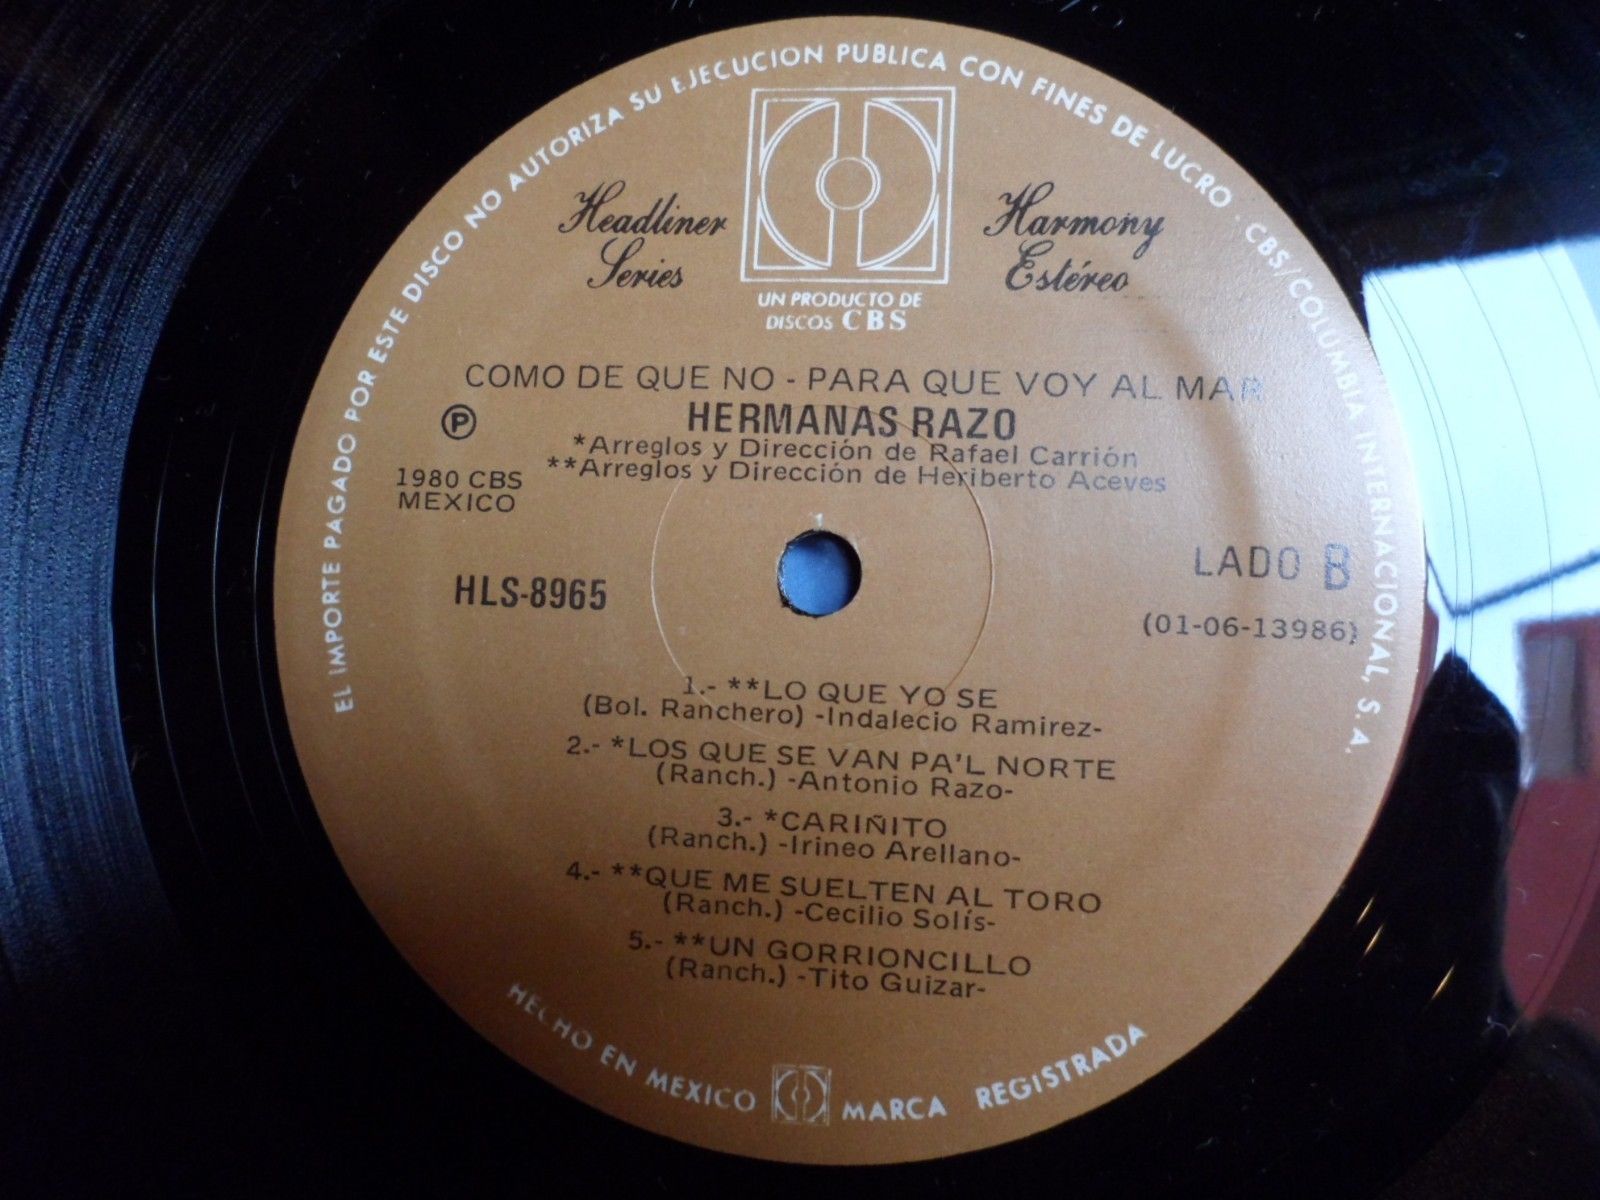 EL IMPORTE PAGADO POR ESTE DISCO NO AUTORIZA SU EJECUCION PUBLICA CON FINES DE LUCRO · CBS/COLUMBIA INTERNACIONAL, S.A.
Headliner Series
Harmony Estéreo
UN PRODUCTO DE
DISCOS CBS
COMO DE QUE NO - PARA QUE VOY AL MAR
HERMANAS RAZO
*Arreglos y Dirección de Rafael Carrión
**Arreglos y Dirección de Heriberto Aceves
Ⓟ
1980 CBS
MEXICO
HLS-8965
LADO B
(01-06-13986)
1.- **LO QUE YO SE
(Bol. Ranchero) -Indalecio Ramirez-
2.- *LOS QUE SE VAN PA'L NORTE
(Ranch.) -Antonio Razo-
3.- *CARIÑITO
(Ranch.) -Irineo Arellano-
4.- **QUE ME SUELTEN AL TORO
(Ranch.) -Cecilio Solís-
5.- **UN GORRIONCILLO
(Ranch.) -Tito Guizar-
HECHO EN MEXICO MARCA REGISTRADA